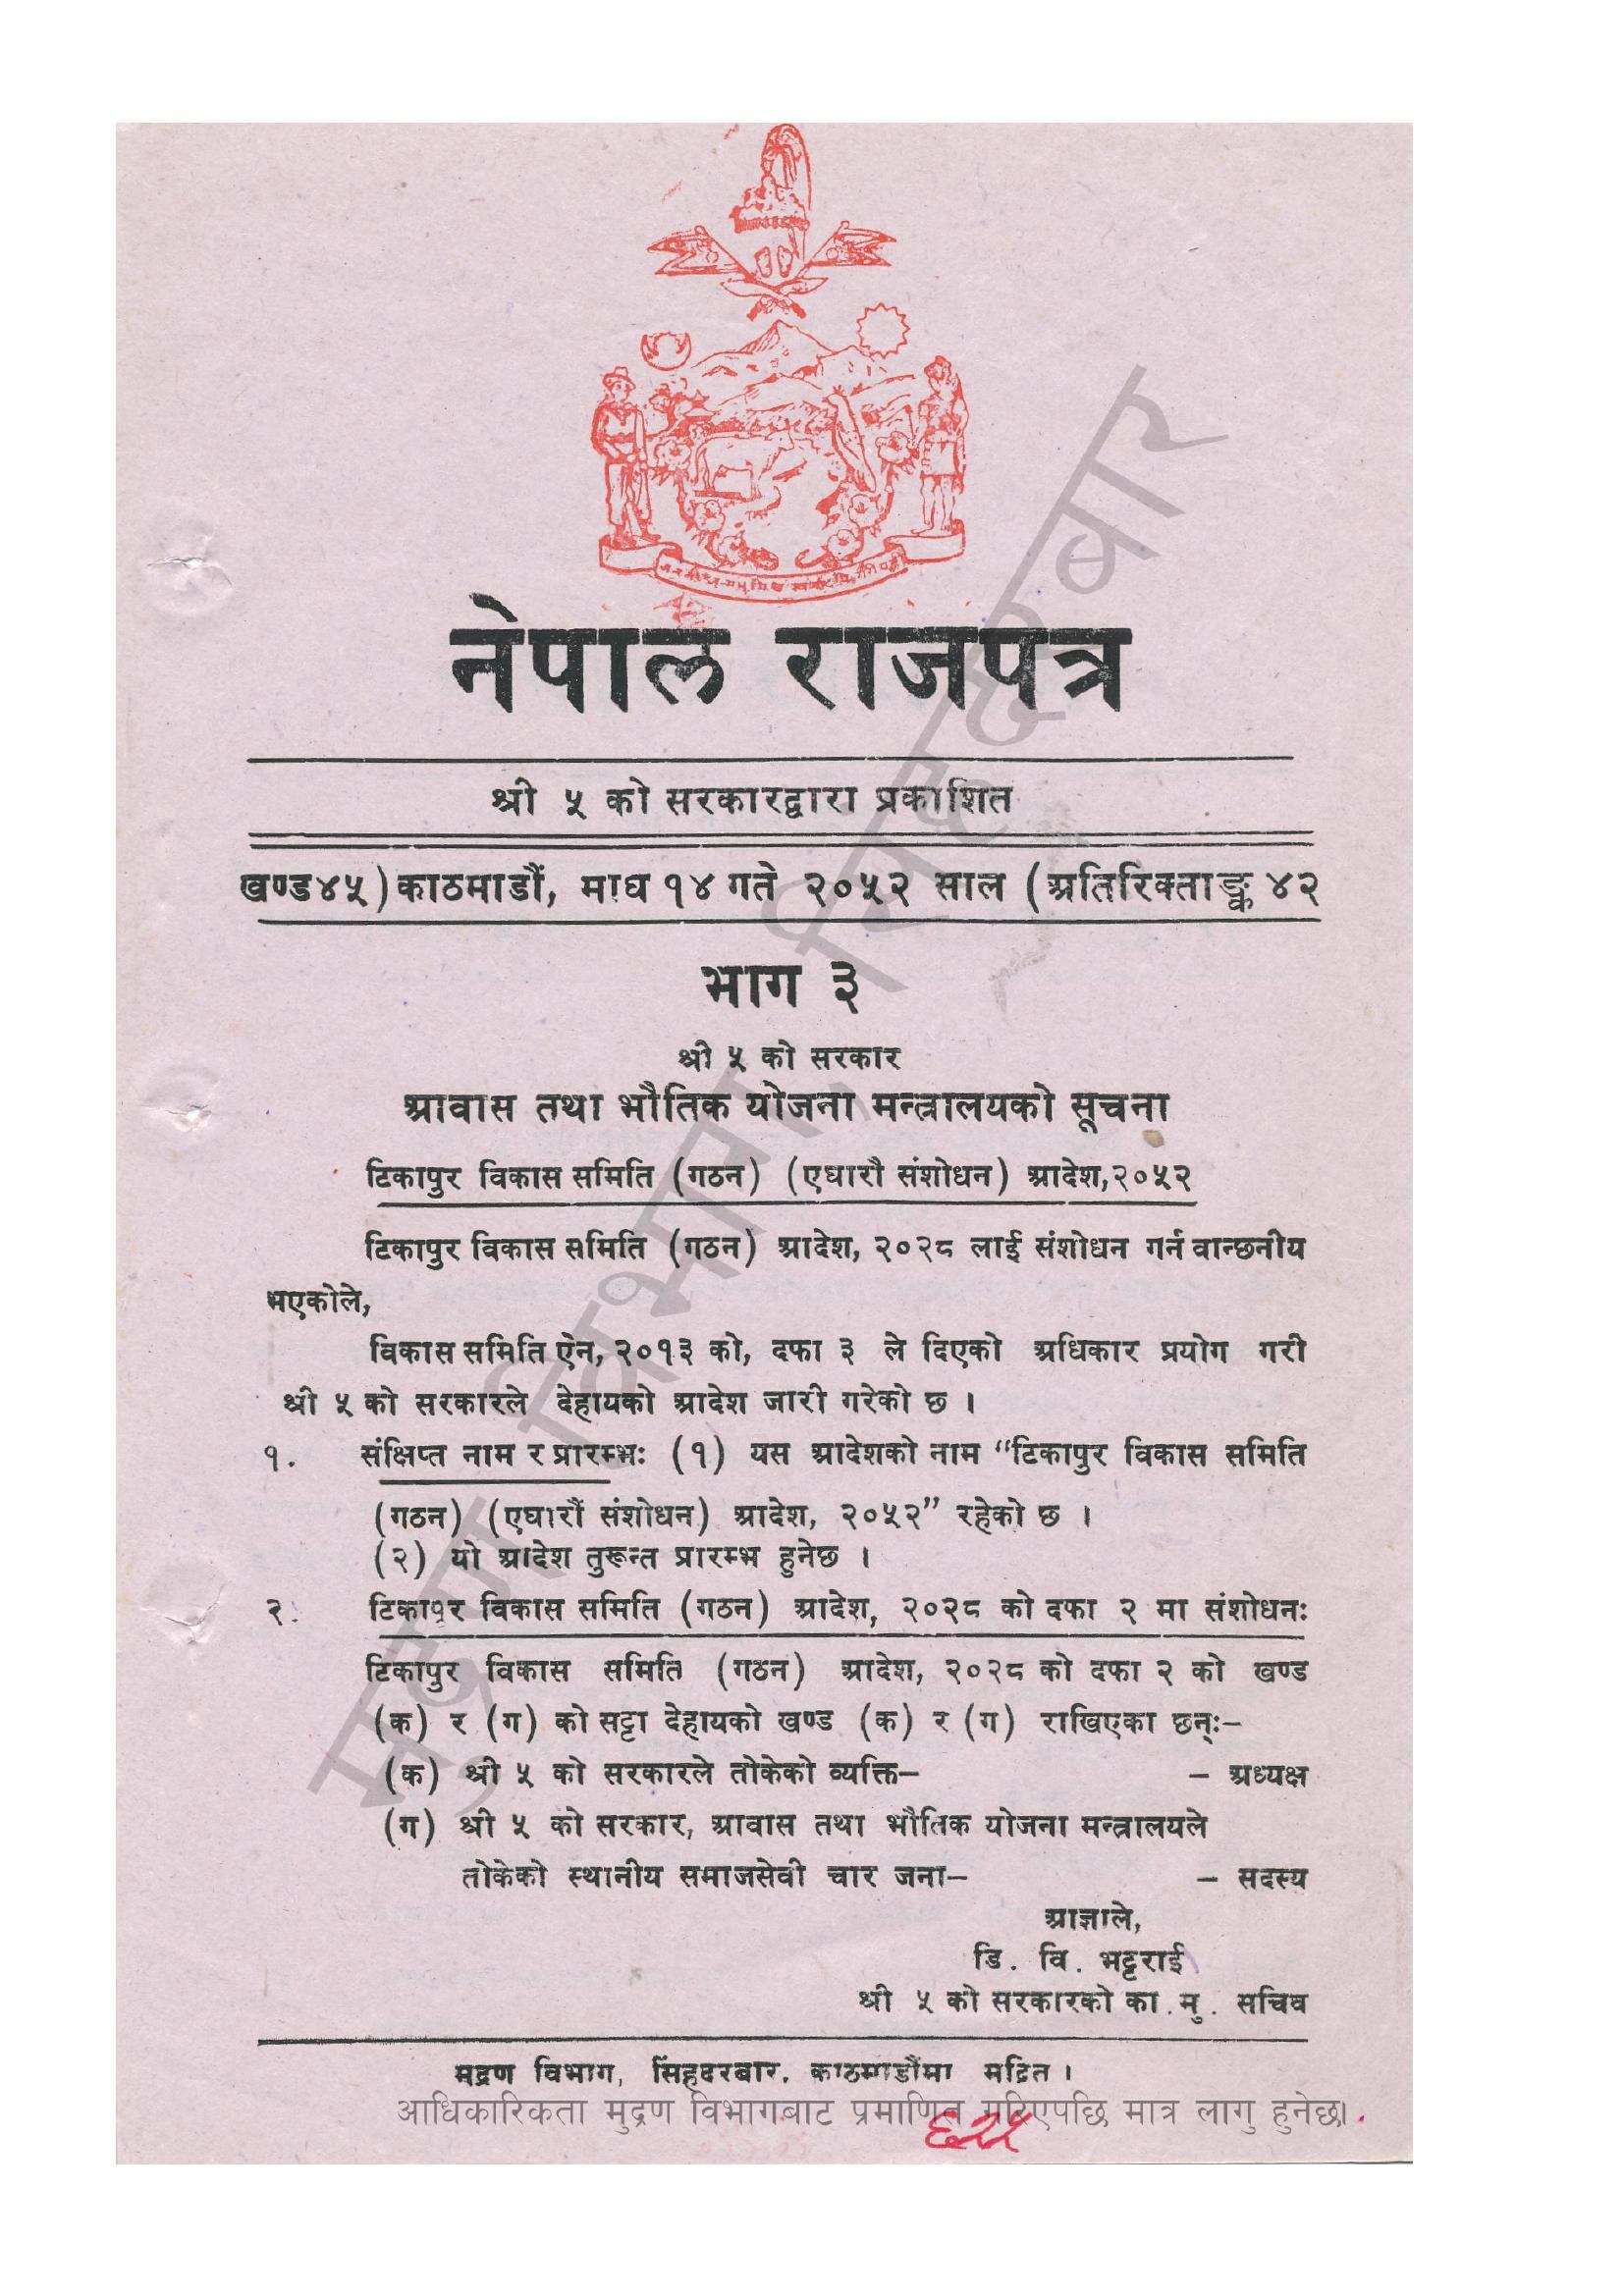 नेपाल राजपत्र
श्री ५ को सरकारद्वारा प्रकाशित
खण्ड ४५) काठमाडौं, माघ १४ गते २०५२ साल (अतिरिक्ताङ्क ४२
भाग ३
श्री ५ को सरकार
आवास तथा भौतिक योजना मन्त्रालयको सूचना
टिकापुर विकास समिति (गठन) (एघारौ संशोधन) आदेश,२०५२
टिकापुर विकास समिति (गठन) आदेश, २०२८ लाई संशोधन गर्न वान्छनीय
भएकोले,
विकास समिति ऐन, २०१३ को, दफा ३ ले दिएको अधिकार प्रयोग गरी
श्री ५ को सरकारले देहायको आदेश जारी गरेको छ ।
१. संक्षिप्त नाम र प्रारम्भः (१) यस आदेशको नाम “टिकापुर विकास समिति
(गठन) (एघारौं संशोधन) आदेश, २०५२” रहेको छ ।
(२) यो आदेश तुरून्त प्रारम्भ हुनेछ ।
२. टिकापुर विकास समिति (गठन) आदेश, २०२८ को दफा २ मा संशोधनः
टिकापुर विकास समिति (गठन) आदेश, २०२८ को दफा २ को खण्ड
(क) र (ग) को सट्टा देहायको खण्ड (क) र (ग) राखिएका छन्ः–
(क) श्री ५ को सरकारले तोकेको व्यक्ति– – अध्यक्ष
(ग) श्री ५ को सरकार, आवास तथा भौतिक योजना मन्त्रालयले
तोकेको स्थानीय समाजसेवी चार जना– – सदस्य
आज्ञाले,
डि. वि. भट्टराई
श्री ५ को सरकारको का.मु. सचिव
मुद्रण विभाग, सिंहदरबार, काठमाडौंमा मुद्रित ।
आधिकारिकता मुद्रण विभागबाट प्रमाणित गरिएपछि मात्र लागु हुनेछ।
मुद्रण विभाग, सिंहदरबार